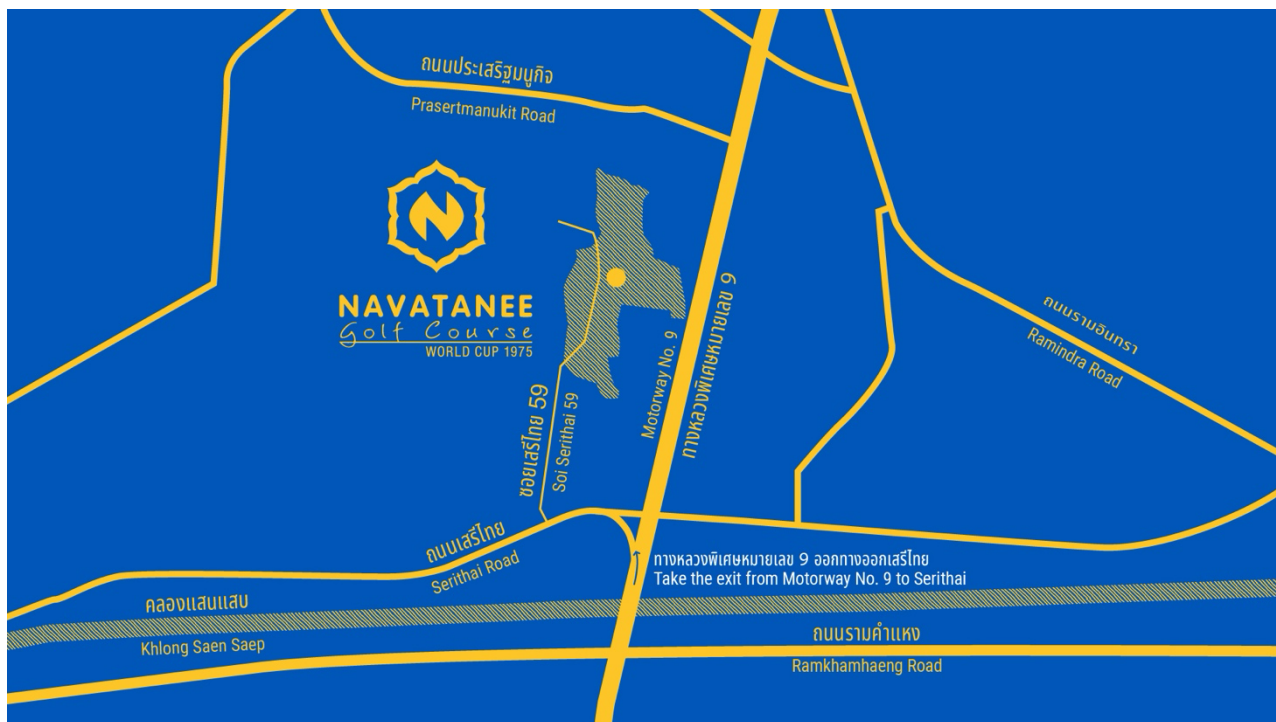 ถนนประเสริฐมนูกิจ
Prasertmanukit Road
N
NAVATANEE
Golf Course
WORLD CUP 1975
Motorway No. 9
ทางหลวงพิเศษหมายเลข 9
ถนนรามอินทรา
Ramindra Road
ซอยเสรีไทย 59
Soi Serithai 59
ถนนเสรีไทย
Serithai Road
ทางหลวงพิเศษหมายเลข 9 ออกทางออกเสรีไทย
Take the exit from Motorway No. 9 to Serithai
คลองแสนแสบ
Khlong Saen Saep
ถนนรามคำแหง
Ramkhamhaeng Road